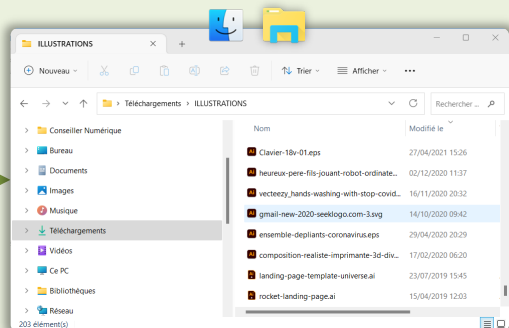 ILLUSTRATIONS
Nouveau
Trier
Afficher
Téléchargements > ILLUSTRATIONS
Rechercher ...
Conseiller Numérique
Bureau
Documents
Images
Musique
Téléchargements
Vidéos
Ce PC
Bibliothèques
Réseau
Nom Modifié le
Clavier-18v-01.eps 27/04/2021 15:26
heureux-pere-fils-jouant-robot-ordinate... 02/12/2020 11:37
vecteezy_hands-washing-with-stop-covid... 16/11/2020 20:32
gmail-new-2020-seeklogo.com-3.svg 14/10/2020 09:42
ensemble-depliants-coronavirus.eps 29/04/2020 20:29
composition-realiste-imprimante-3d-div... 17/02/2020 06:20
landing-page-template-universe.ai 23/07/2019 15:45
rocket-landing-page.ai 15/04/2019 12:03
203 élément(s)